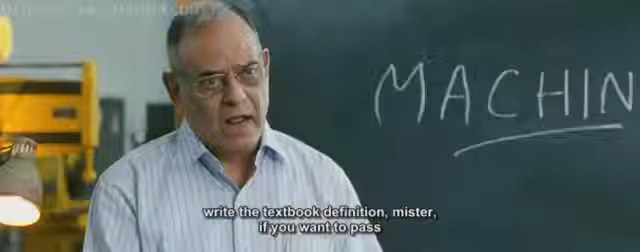 MACHIN
write the textbook definition, mister,
if you want to pass